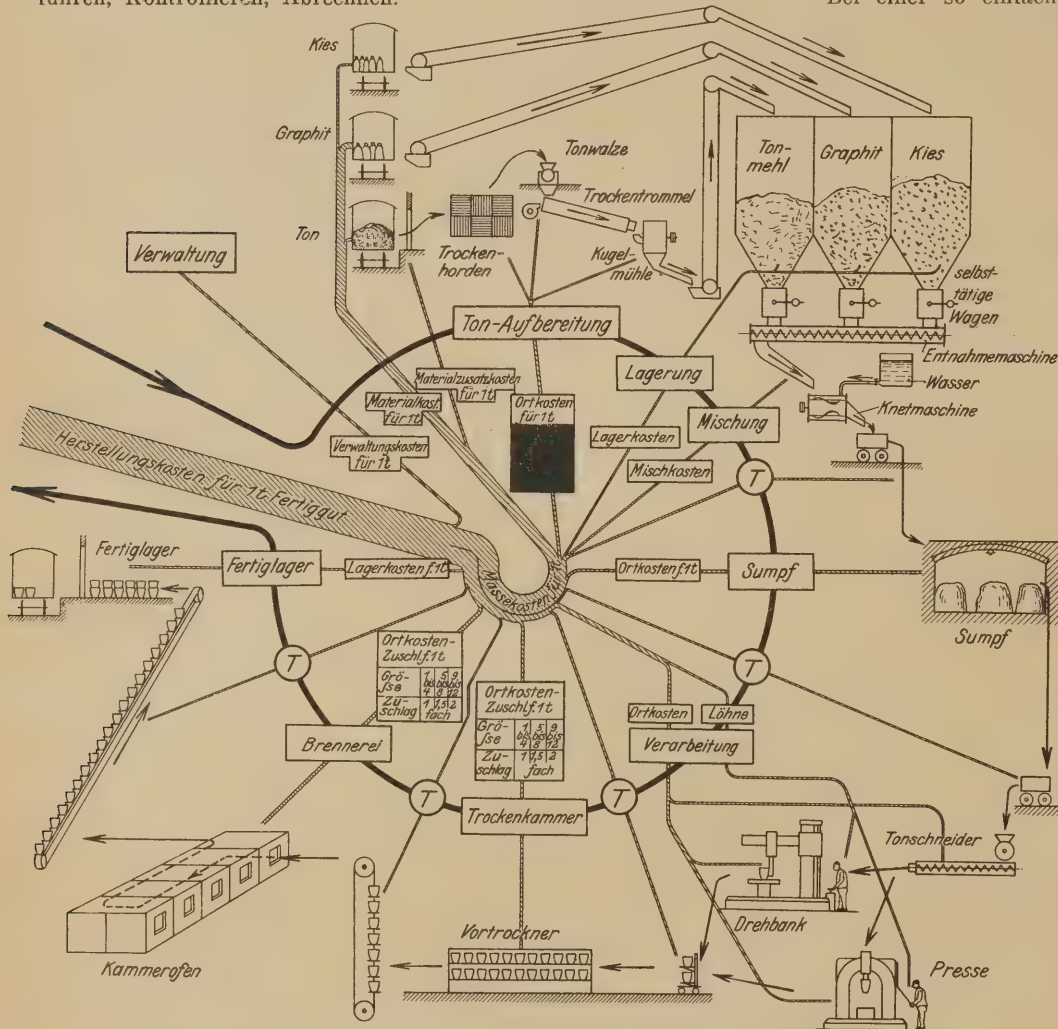 führen, Kontrollieren, Abrechnen.
Bei einer so einfach
Kies
Graphit
Ton
Trocken-
horden
Tonwalze
Trockentrommel
Kugel-
mühle
Ton-
mehl
Graphit
Kies
selbst-
tätige
Wagen
Entnahmemaschine
Wasser
Knetmaschine
Verwaltung
Ton-Aufbereitung
Lagerung
Mischung
Materialzusatzkosten
für 1t
Materialkost.
für 1t
Verwaltungskosten
für 1t
Ortkosten
für 1t
Lagerkosten
Mischkosten
T
Herstellungskosten für 1t Fertiggut
Massekosten für 1t
Fertiglager
Fertiglager
Lagerkosten f. 1t
Ortkosten f. 1t
Sumpf
Sumpf
T
T
Ortkosten-
Zuschl. f. 1t
Grö-
ſse
1 bis 4
5 bis 8
9 bis 12
Zu-
schlag
1 1,5 2
fach
Ortkosten-
Zuschl. f. 1t
Grö-
ſse
1 bis 4
5 bis 8
9 bis 12
Zu-
schlag
1 1,5 2
fach
Ortkosten
Löhne
Brennerei
Verarbeitung
T
T
Trockenkammer
Tonschneider
Drehbank
Vortrockner
Kammerofen
Presse